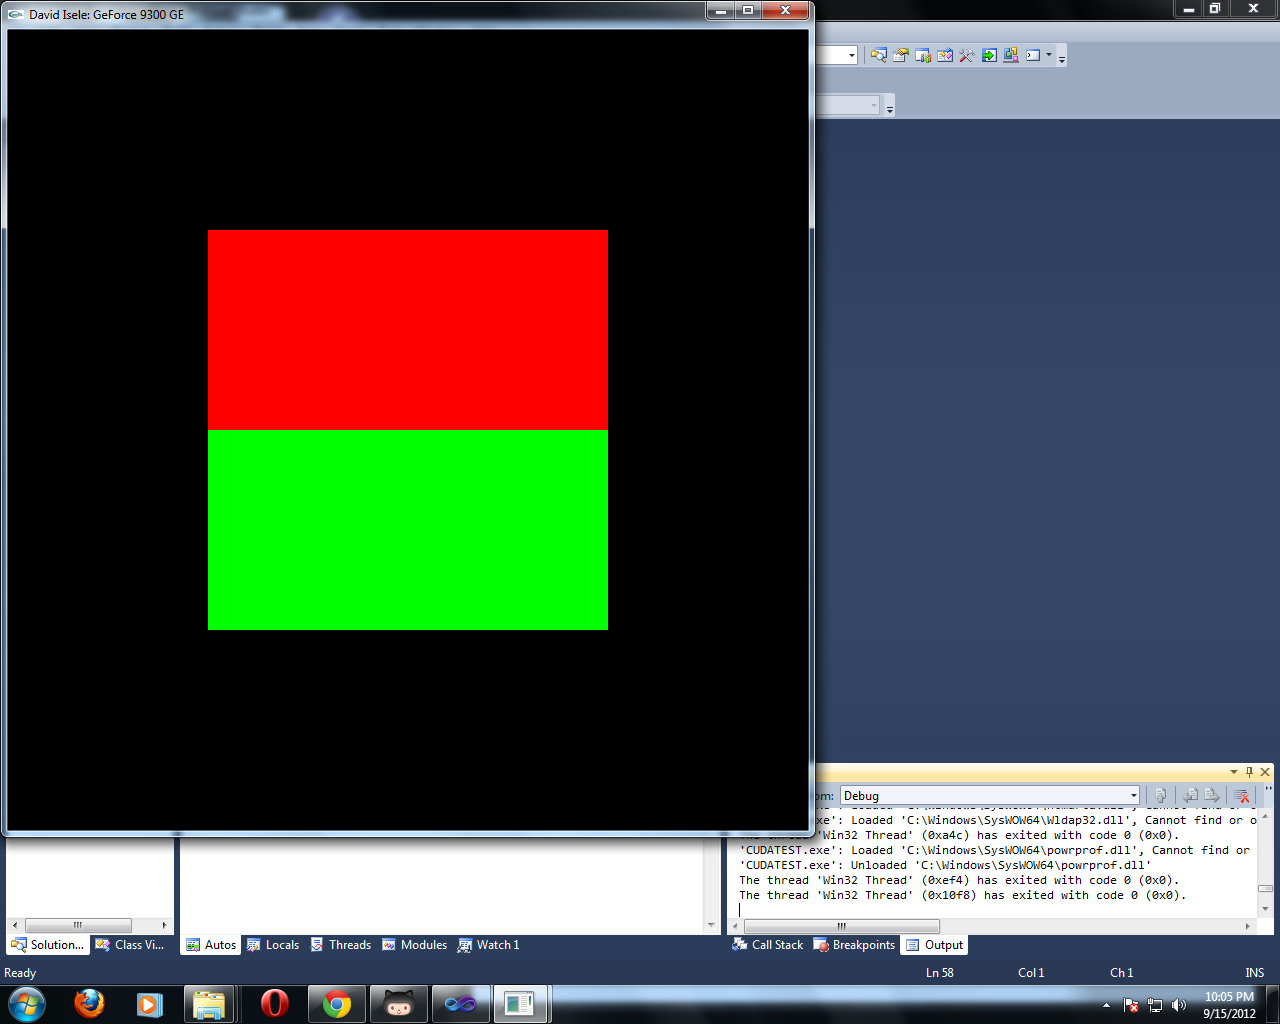 David Isele: GeForce 9300 GE
om: Debug
xe': Loaded 'C:\Windows\SysWOW64\Wldap32.dll', Cannot find or o
The thread 'Win32 Thread' (0xa4c) has exited with code 0 (0x0).
'CUDATEST.exe': Loaded 'C:\Windows\SysWOW64\powrprof.dll', Cannot find or
'CUDATEST.exe': Unloaded 'C:\Windows\SysWOW64\powrprof.dll'
The thread 'Win32 Thread' (0xef4) has exited with code 0 (0x0).
The thread 'Win32 Thread' (0x10f8) has exited with code 0 (0x0).
Solution... Class Vi... Autos Locals Threads Modules Watch 1 Call Stack Breakpoints Output
Ready Ln 58 Col 1 Ch 1 INS
10:05 PM
9/15/2012